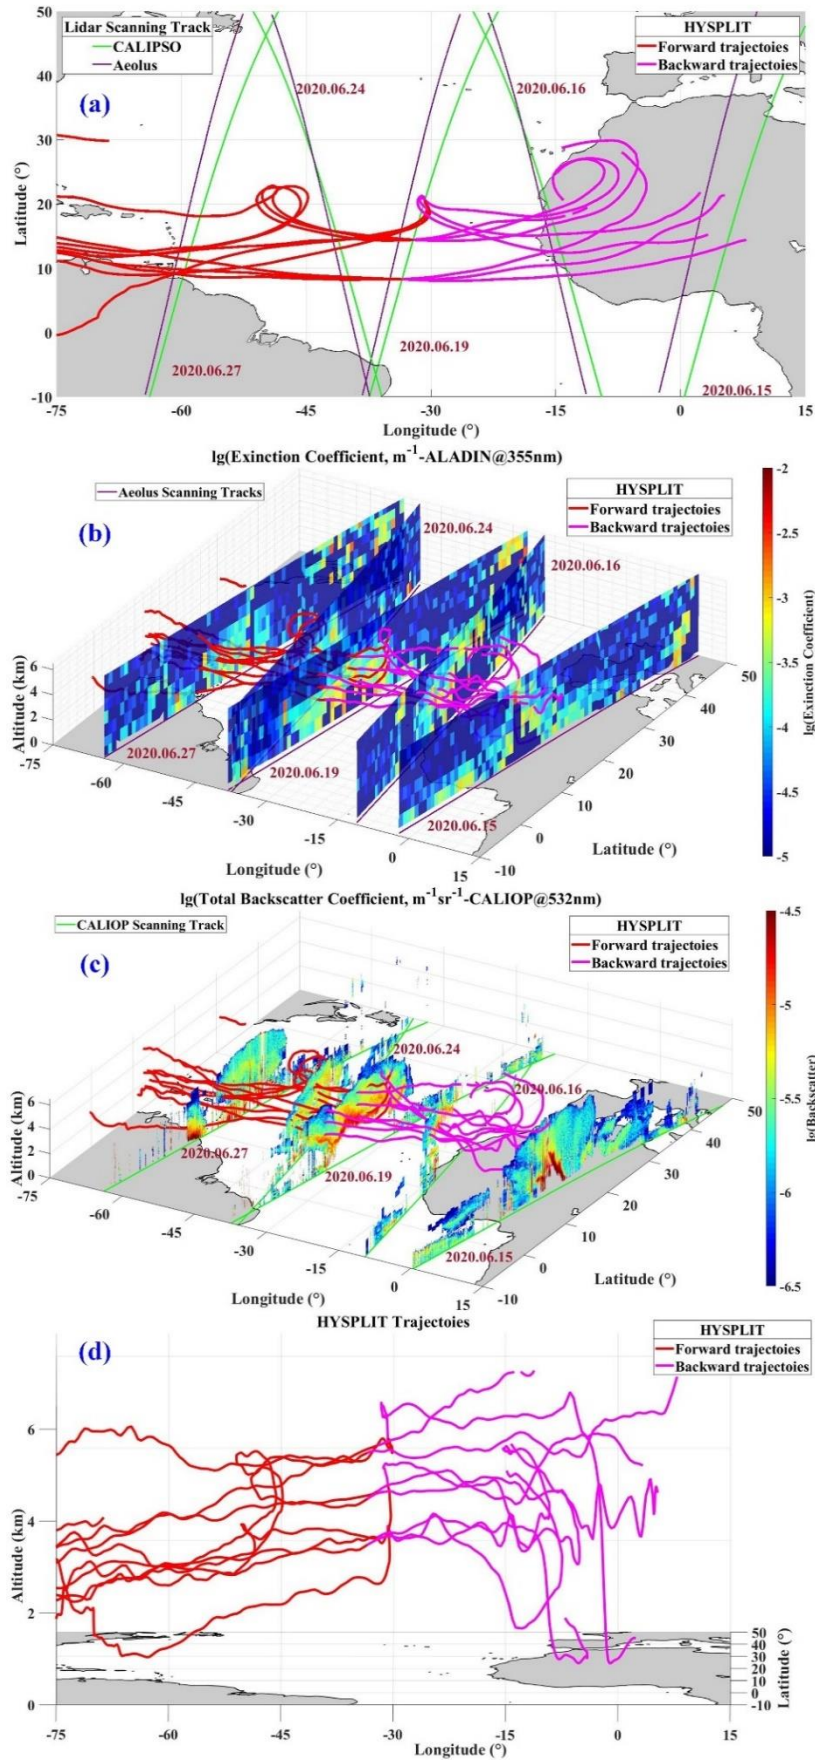 Lidar Scanning Track
CALIPSO
Aeolus
HYSPLIT
Forward trajectoies
Backward trajectoies
(a)
2020.06.24
2020.06.16
2020.06.19
2020.06.27
2020.06.15
50
40
30
20
10
0
-10
Latitude (°)
-75
-60
-45
-30
-15
0
15
Longitude (°)
lg(Exinction Coefficient, m-1-ALADIN@355nm)
Aeolus Scanning Tracks
HYSPLIT
Forward trajectoies
Backward trajectoies
(b)
2020.06.24
2020.06.16
2020.06.27
2020.06.19
2020.06.15
6
4
2
0
Altitude (km)
-75
-60
-45
-30
-15
0
15
Longitude (°)
-10
0
10
20
30
40
50
Latitude (°)
-2
-2.5
-3
-3.5
-4
-4.5
-5
lg(Exinction Coefficient)
lg(Total Backscatter Coefficient, m-1sr-1-CALIOP@532nm)
CALIOP Scanning Track
HYSPLIT
Forward trajectoies
Backward trajectoies
(c)
2020.06.24
2020.06.16
2020.06.27
2020.06.19
2020.06.15
6
4
2
0
Altitude (km)
-75
-60
-45
-30
-15
0
15
Longitude (°)
-10
0
10
20
30
40
50
Latitude (°)
-4.5
-5
-5.5
-6
-6.5
lg(Backscatter)
HYSPLIT Trajectoies
HYSPLIT
Forward trajectoies
Backward trajectoies
(d)
6
4
2
0
Altitude (km)
50
40
30
20
10
0
-10
Latitude (°)
-75
-60
-45
-30
-15
0
15
Longitude (°)